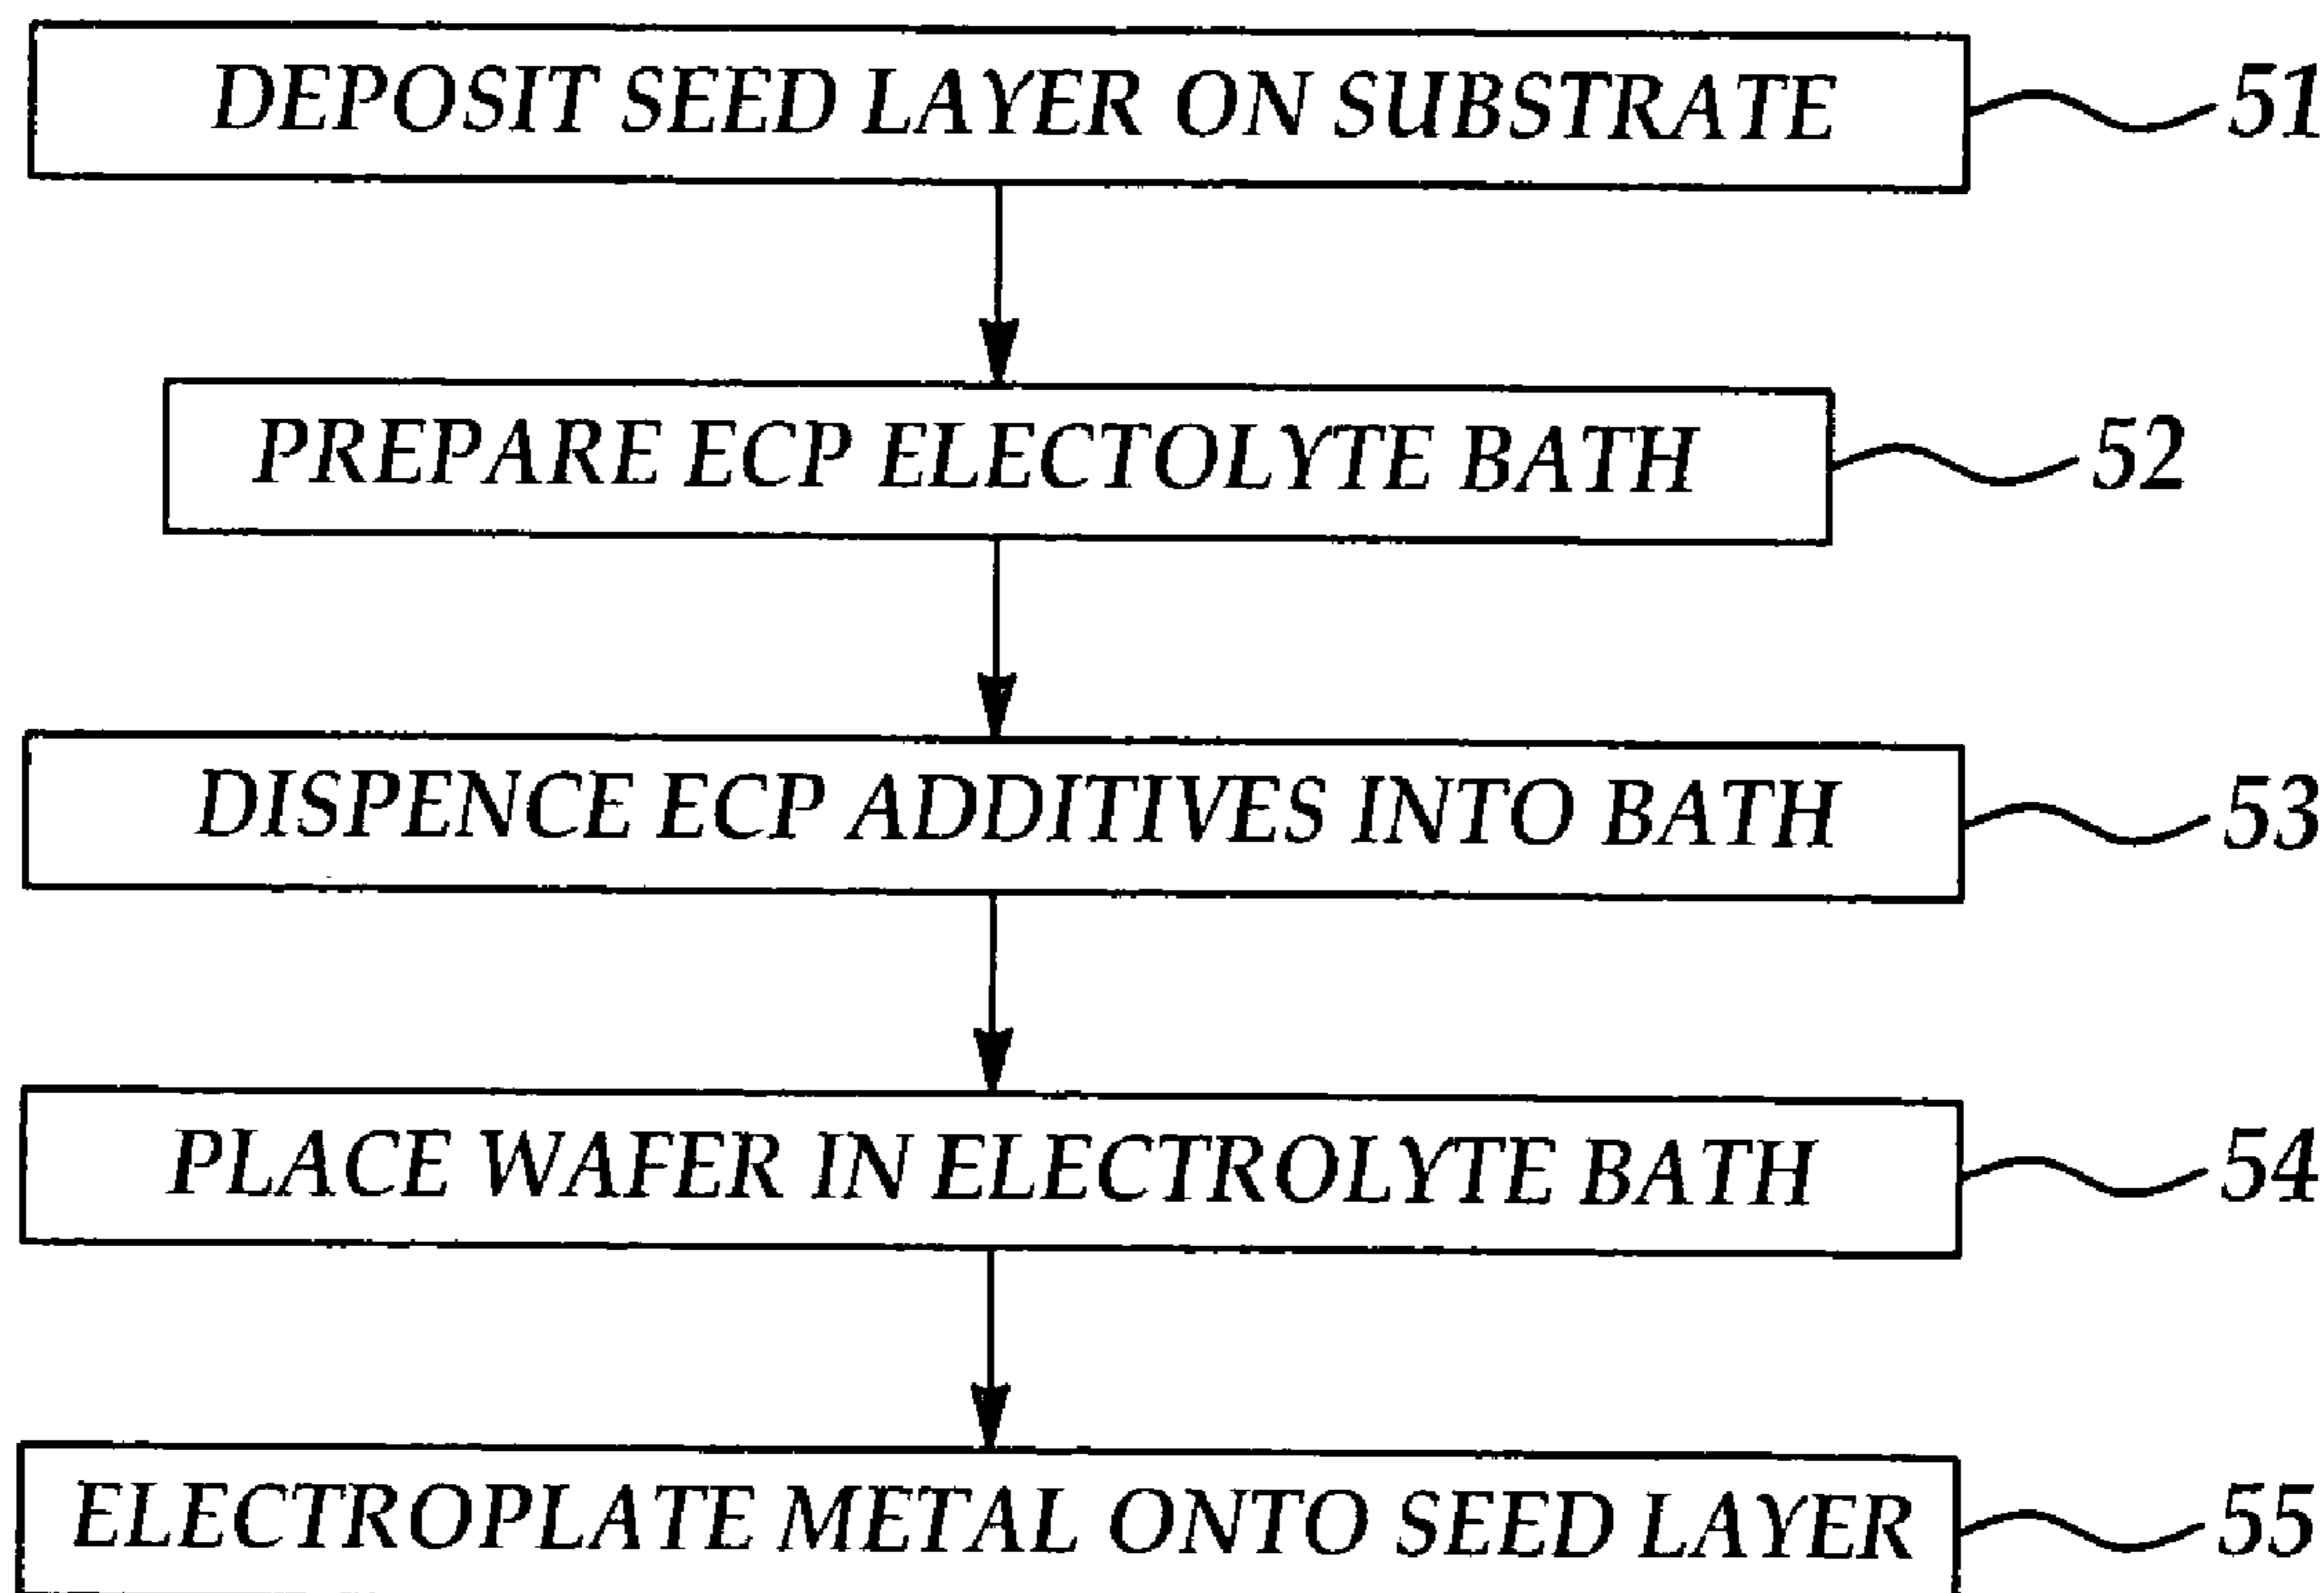 DEPOSIT SEED LAYER ON SUBSTRATE 51
PREPARE ECP ELECTOLYTE BATH 52
DISPENCE ECP ADDITIVES INTO BATH 53
PLACE WAFER IN ELECTROLYTE BATH 54
ELECTROPLATE METAL ONTO SEED LAYER 55